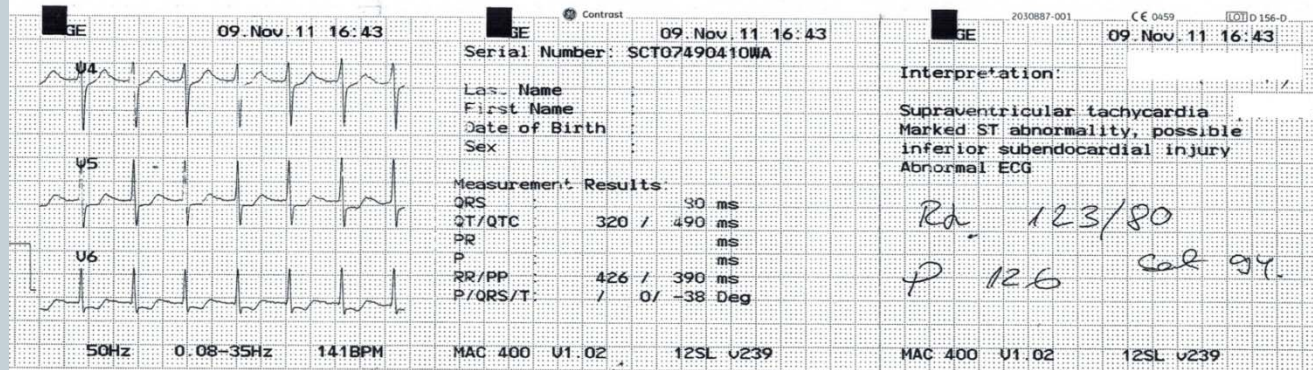 Contrast
2030887-001 CE 0459 LOT D 156-D
GE 09.Nov.11 16:43
V4
V5
V6
50Hz 0.08-35Hz 141BPM
GE 09.Nov.11 16:43
Serial Number: SCT07490410WA
Last Name :
First Name :
Date of Birth :
Sex :
Measurement Results:
QRS : 80 ms
QT/QTC : 320 / 490 ms
PR : ms
P : ms
RR/PP : 426 / 390 ms
P/QRS/T: / 0/ -38 Deg
MAC 400 V1.02 12SL v239
GE 09.Nov.11 16:43
Interpretation:
Supraventricular tachycardia
Marked ST abnormality, possible
inferior subendocardial injury
Abnormal ECG
123/80
P 126
MAC 400 V1.02 12SL v239